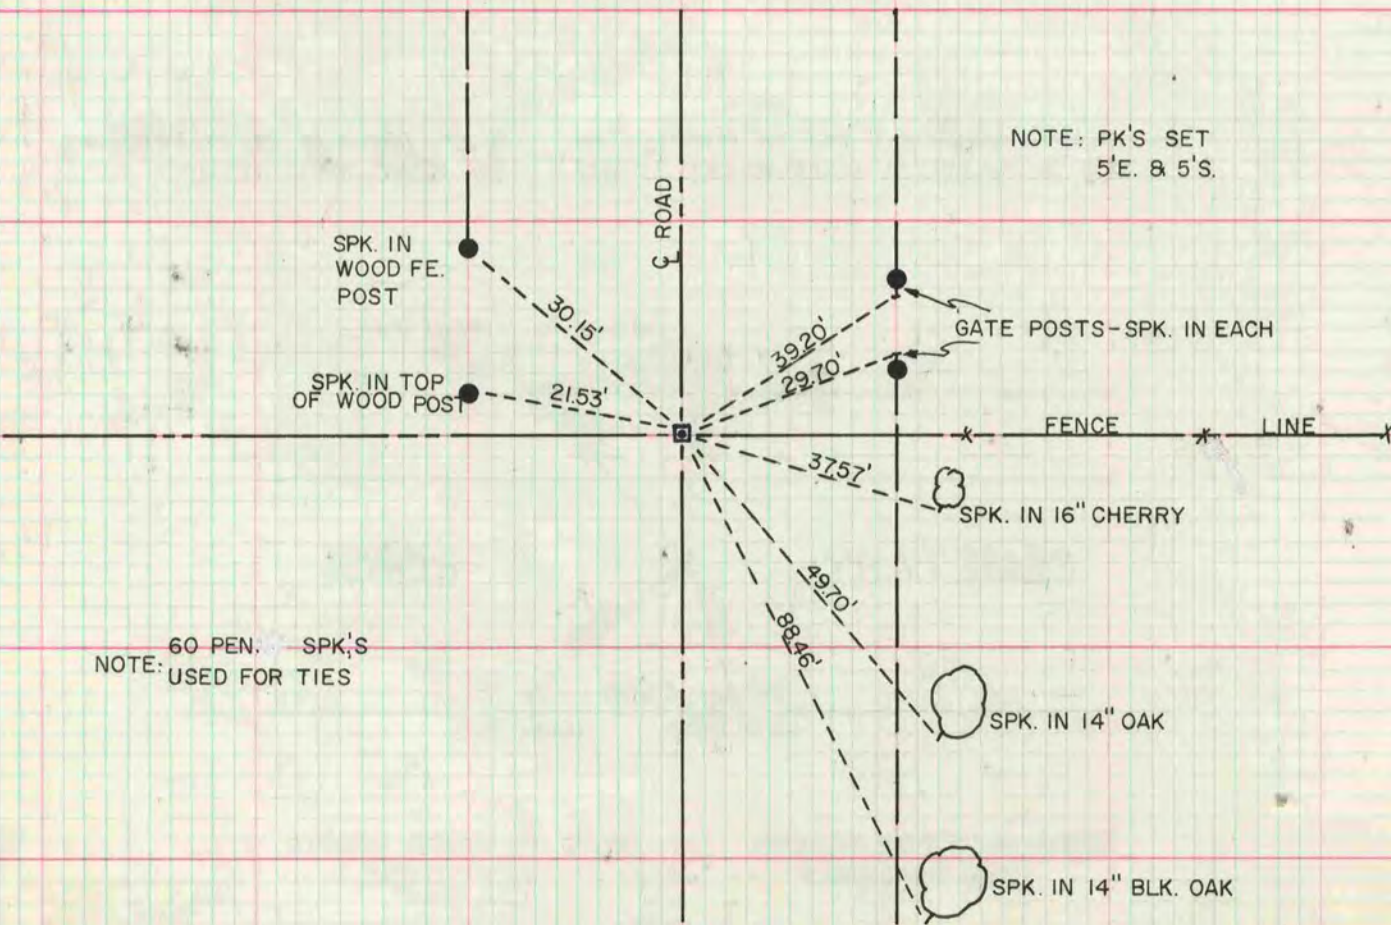 NOTE: PK'S SET
5'E. & 5'S.
℄ ROAD
SPK. IN
WOOD FE.
POST
30.15'
39.20'
GATE POSTS-SPK. IN EACH
29.70'
SPK. IN TOP
OF WOOD POST
21.53'
FENCE LINE
37.57'
SPK. IN 16" CHERRY
49.70'
88.46'
60 PEN. SPK'S
NOTE: USED FOR TIES
SPK. IN 14" OAK
SPK. IN 14" BLK. OAK